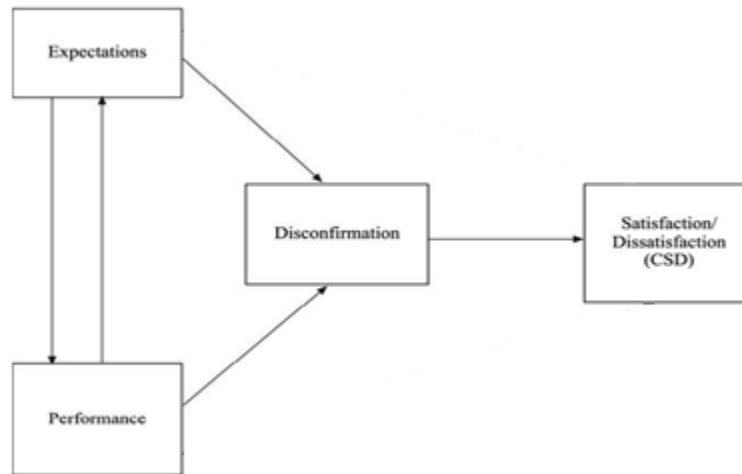 Expectations
Disconfirmation
Satisfaction/
Dissatisfaction
(CSD)
Performance